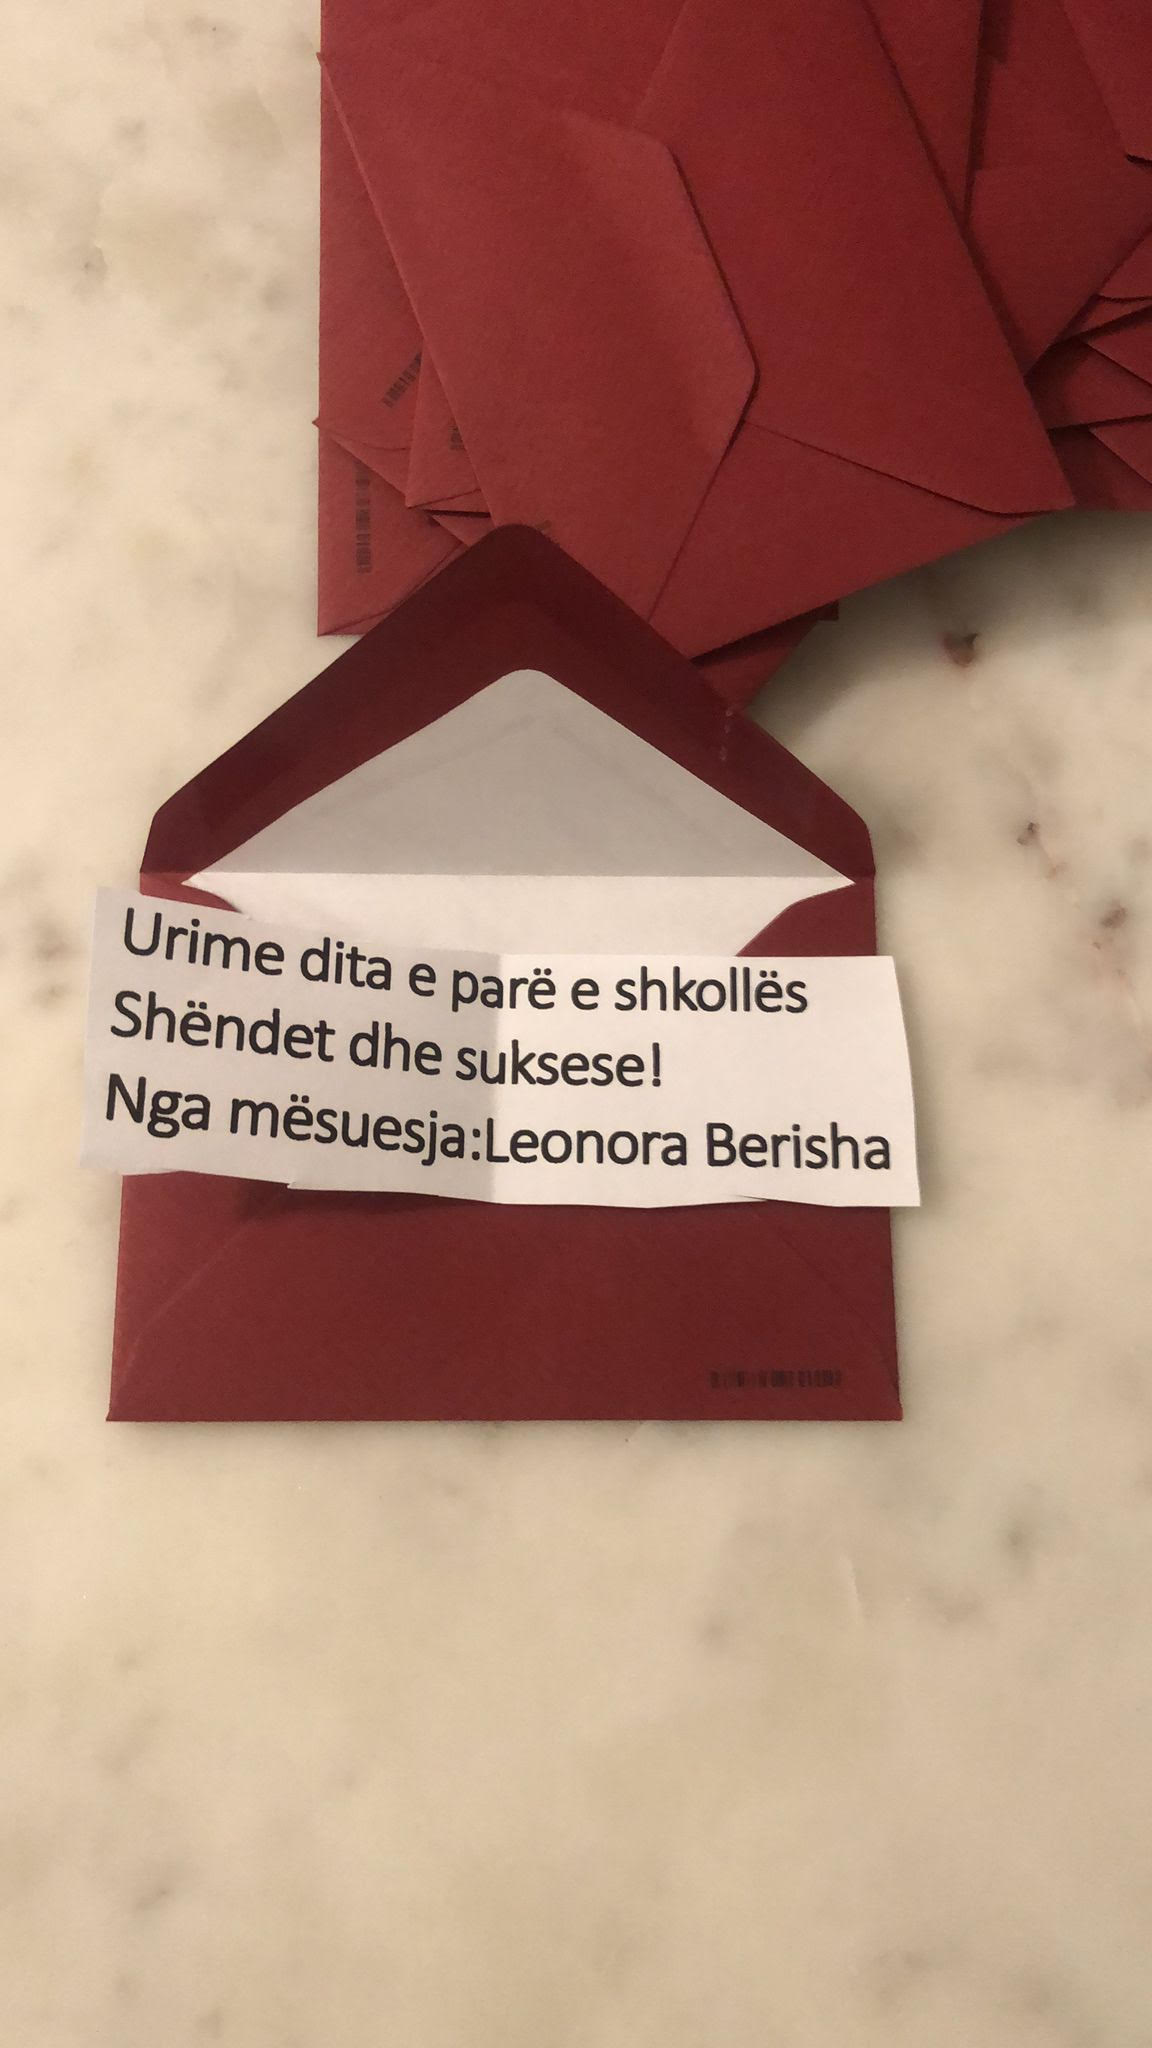 Urime dita e parë e shkollës
Shëndet dhe suksese!
Nga mësuesja:Leonora Berisha